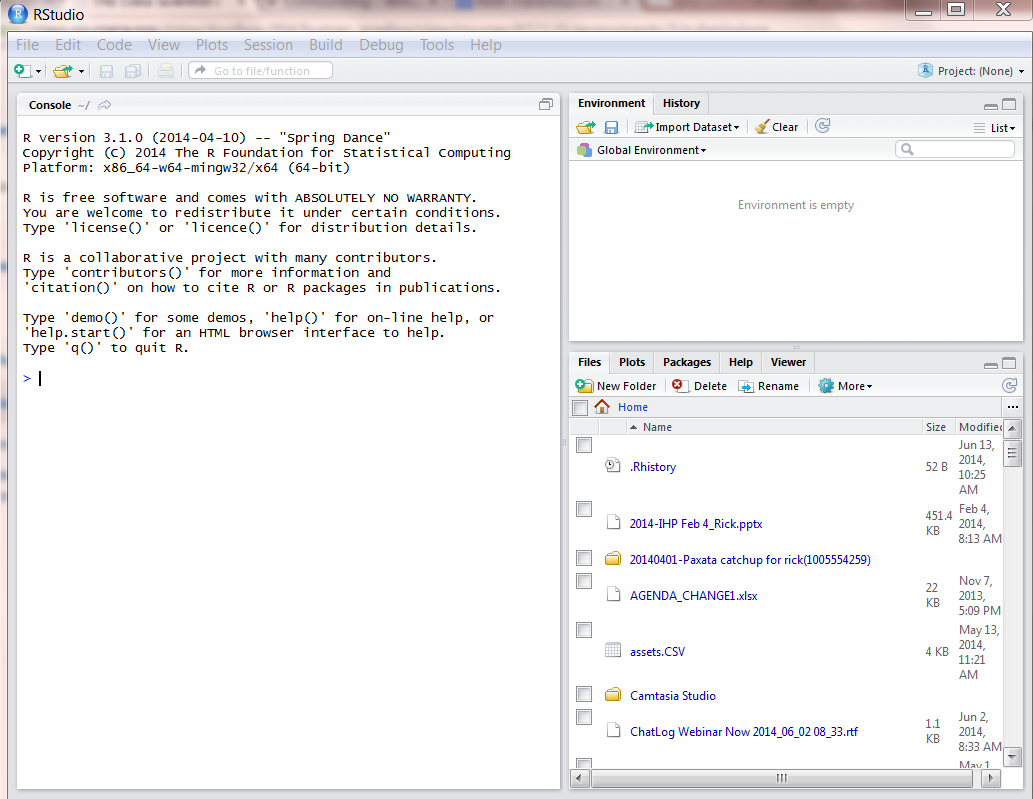 RStudio
File Edit Code View Plots Session Build Debug Tools Help
Go to file/function
Project: (None)
Console ~/
R version 3.1.0 (2014-04-10) -- "Spring Dance"
Copyright (C) 2014 The R Foundation for Statistical Computing
Platform: x86_64-w64-mingw32/x64 (64-bit)
R is free software and comes with ABSOLUTELY NO WARRANTY.
You are welcome to redistribute it under certain conditions.
Type 'license()' or 'licence()' for distribution details.
R is a collaborative project with many contributors.
Type 'contributors()' for more information and
'citation()' on how to cite R or R packages in publications.
Type 'demo()' for some demos, 'help()' for on-line help, or
'help.start()' for an HTML browser interface to help.
Type 'q()' to quit R.
>
Environment History
Import Dataset Clear List
Global Environment
Environment is empty
Files Plots Packages Help Viewer
New Folder Delete Rename More
Home ...
Name Size Modified
.Rhistory 52 B Jun 13,
2014,
10:25
AM
2014-IHP Feb 4_Rick.pptx 451.4
KB Feb 4,
2014,
8:13 AM
20140401-Paxata catchup for rick(1005554259)
AGENDA_CHANGE1.xlsx 22
KB Nov 7,
2013,
5:09 PM
assets.CSV 4 KB May 13,
2014,
11:21
AM
Camtasia Studio
ChatLog Webinar Now 2014_06_02 08_33.rtf 1.1
KB Jun 2,
2014,
8:33 AM
May 1